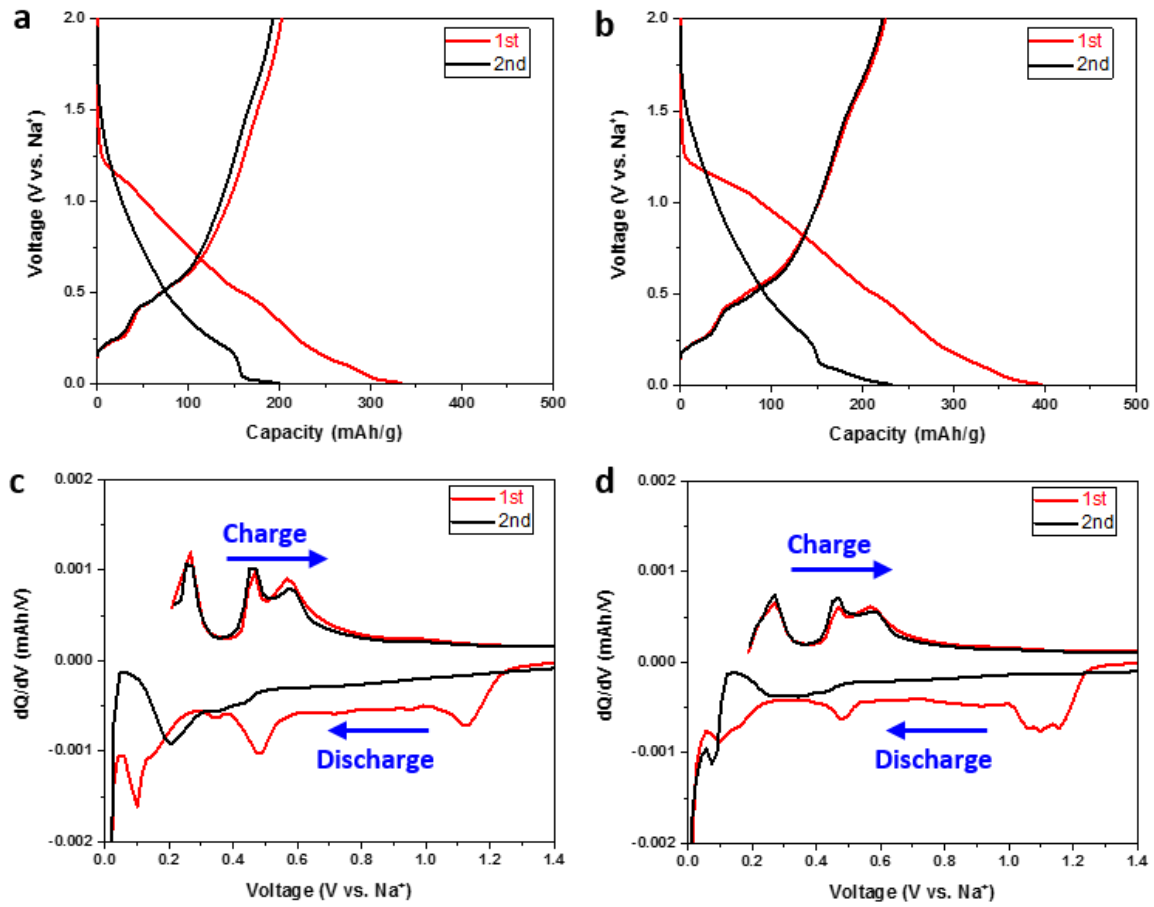 a
1st
2nd
2.0
1.5
1.0
0.5
0.0
Voltage (V vs. Na⁺)
0 100 200 300 400 500
Capacity (mAh/g)
b
1st
2nd
2.0
1.5
1.0
0.5
0.0
Voltage (V vs. Na⁺)
0 100 200 300 400 500
Capacity (mAh/g)
c
1st
2nd
Charge
Discharge
0.002
0.001
0.000
-0.001
-0.002
dQ/dV (mAh/V)
0.0 0.2 0.4 0.6 0.8 1.0 1.2 1.4
Voltage (V vs. Na⁺)
d
1st
2nd
Charge
Discharge
0.002
0.001
0.000
-0.001
-0.002
dQ/dV (mAh/V)
0.0 0.2 0.4 0.6 0.8 1.0 1.2 1.4
Voltage (V vs. Na⁺)